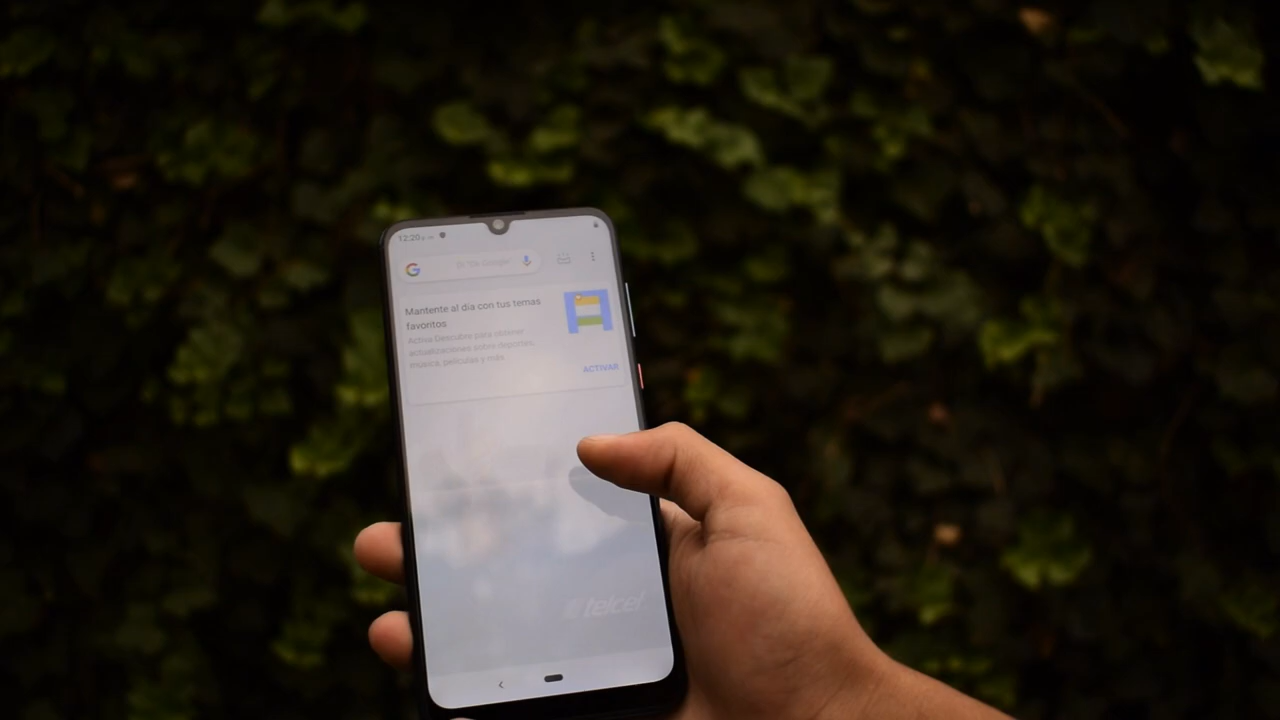 12:20
G
Mantente al día con tus temas
favoritos
Activa Descubre para obtener
actualizaciones sobre deportes,
música, películas y más.
ACTIVAR
telcel